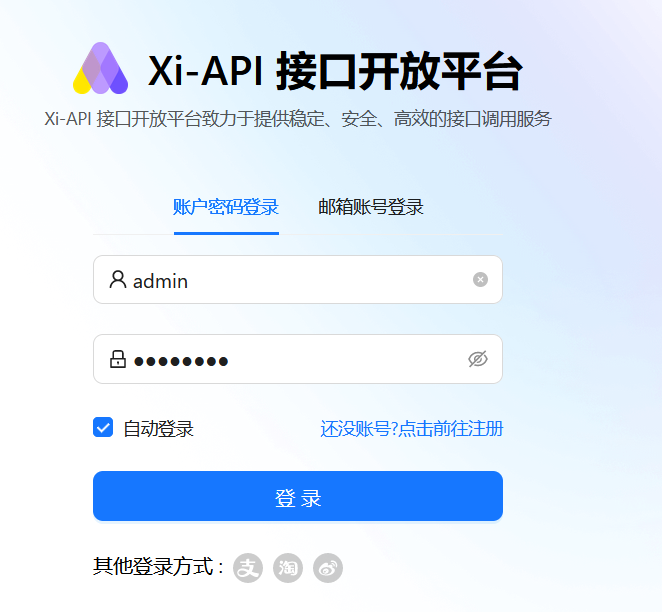 Xi-API 接口开放平台
Xi-API 接口开放平台致力于提供稳定、安全、高效的接口调用服务
账户密码登录 邮箱账号登录
admin
●●●●●●●●
自动登录 还没账号?点击前往注册
登 录
其他登录方式 : 支 淘